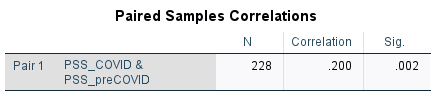 Paired Samples Correlations
N Correlation Sig.
Pair 1 PSS_COVID & 228 .200 .002
PSS_preCOVID